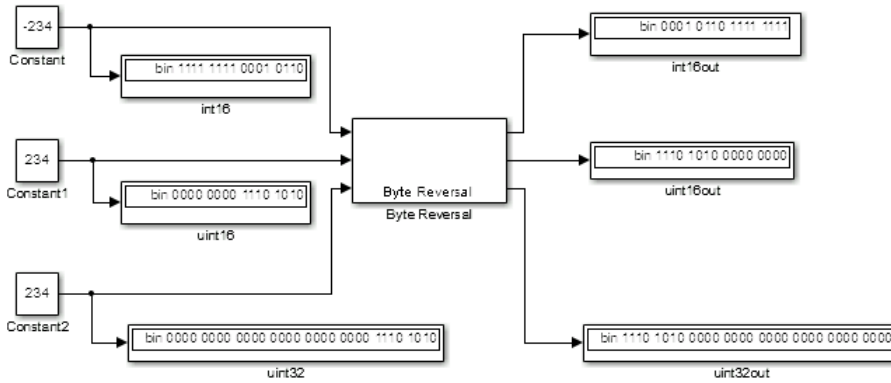 -234
Constant
bin 1111 1111 0001 0110
int16
bin 0001 0110 1111 1111
int16out
234
Constant1
bin 0000 0000 1110 1010
uint16
Byte Reversal
Byte Reversal
bin 1110 1010 0000 0000
uint16out
234
Constant2
bin 0000 0000 0000 0000 0000 0000 1110 1010
uint32
bin 1110 1010 0000 0000 0000 0000 0000 0000
uint32out